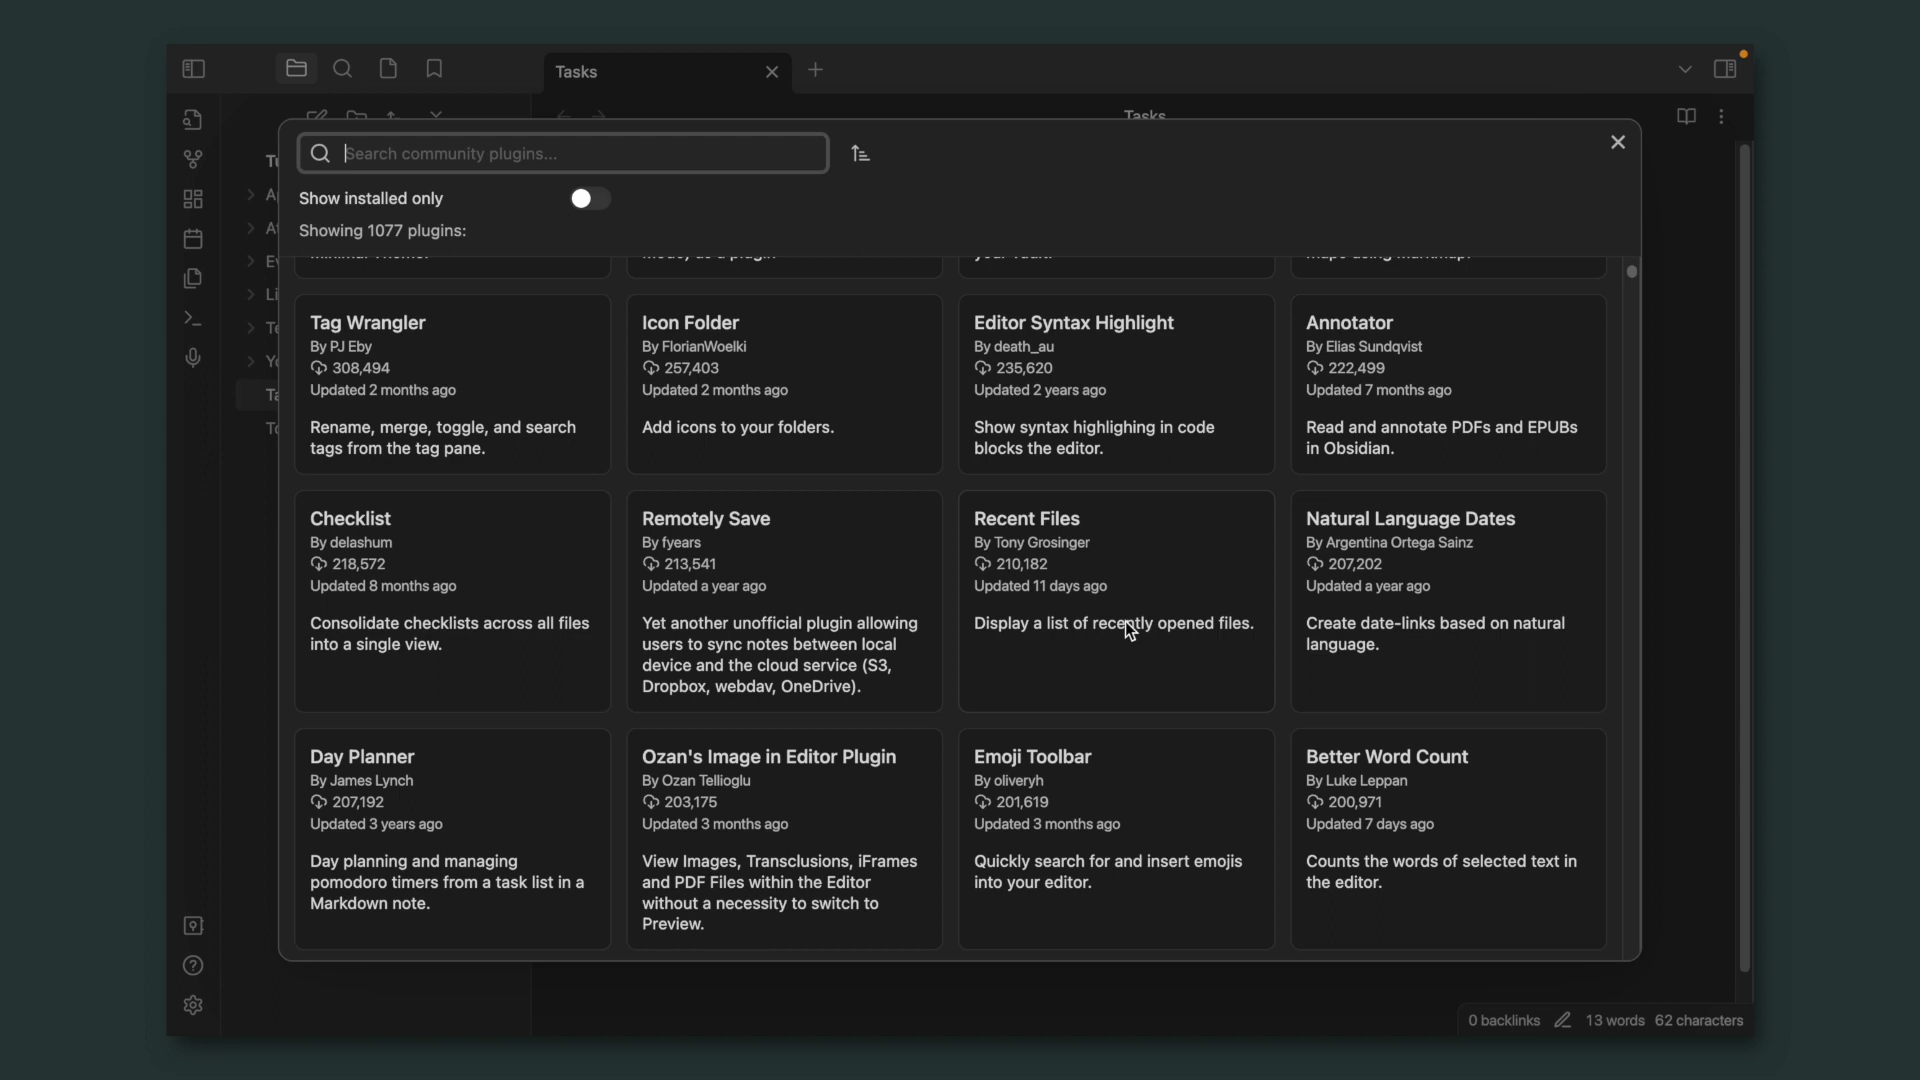 Tasks
Tasks
Search community plugins...
Show installed only
Showing 1077 plugins:
Tag Wrangler
By PJ Eby
308,494
Updated 2 months ago
Rename, merge, toggle, and search
tags from the tag pane.
Icon Folder
By FlorianWoelki
257,403
Updated 2 months ago
Add icons to your folders.
Editor Syntax Highlight
By death_au
235,620
Updated 2 years ago
Show syntax highlighing in code
blocks the editor.
Annotator
By Elias Sundqvist
222,499
Updated 7 months ago
Read and annotate PDFs and EPUBs
in Obsidian.
Checklist
By delashum
218,572
Updated 8 months ago
Consolidate checklists across all files
into a single view.
Remotely Save
By fyears
213,541
Updated a year ago
Yet another unofficial plugin allowing
users to sync notes between local
device and the cloud service (S3,
Dropbox, webdav, OneDrive).
Recent Files
By Tony Grosinger
210,182
Updated 11 days ago
Display a list of recently opened files.
Natural Language Dates
By Argentina Ortega Sainz
207,202
Updated a year ago
Create date-links based on natural
language.
Day Planner
By James Lynch
207,192
Updated 3 years ago
Day planning and managing
pomodoro timers from a task list in a
Markdown note.
Ozan's Image in Editor Plugin
By Ozan Tellioglu
203,175
Updated 3 months ago
View Images, Transclusions, iFrames
and PDF Files within the Editor
without a necessity to switch to
Preview.
Emoji Toolbar
By oliveryh
201,619
Updated 3 months ago
Quickly search for and insert emojis
into your editor.
Better Word Count
By Luke Leppan
200,971
Updated 7 days ago
Counts the words of selected text in
the editor.
0 backlinks
13 words
62 characters